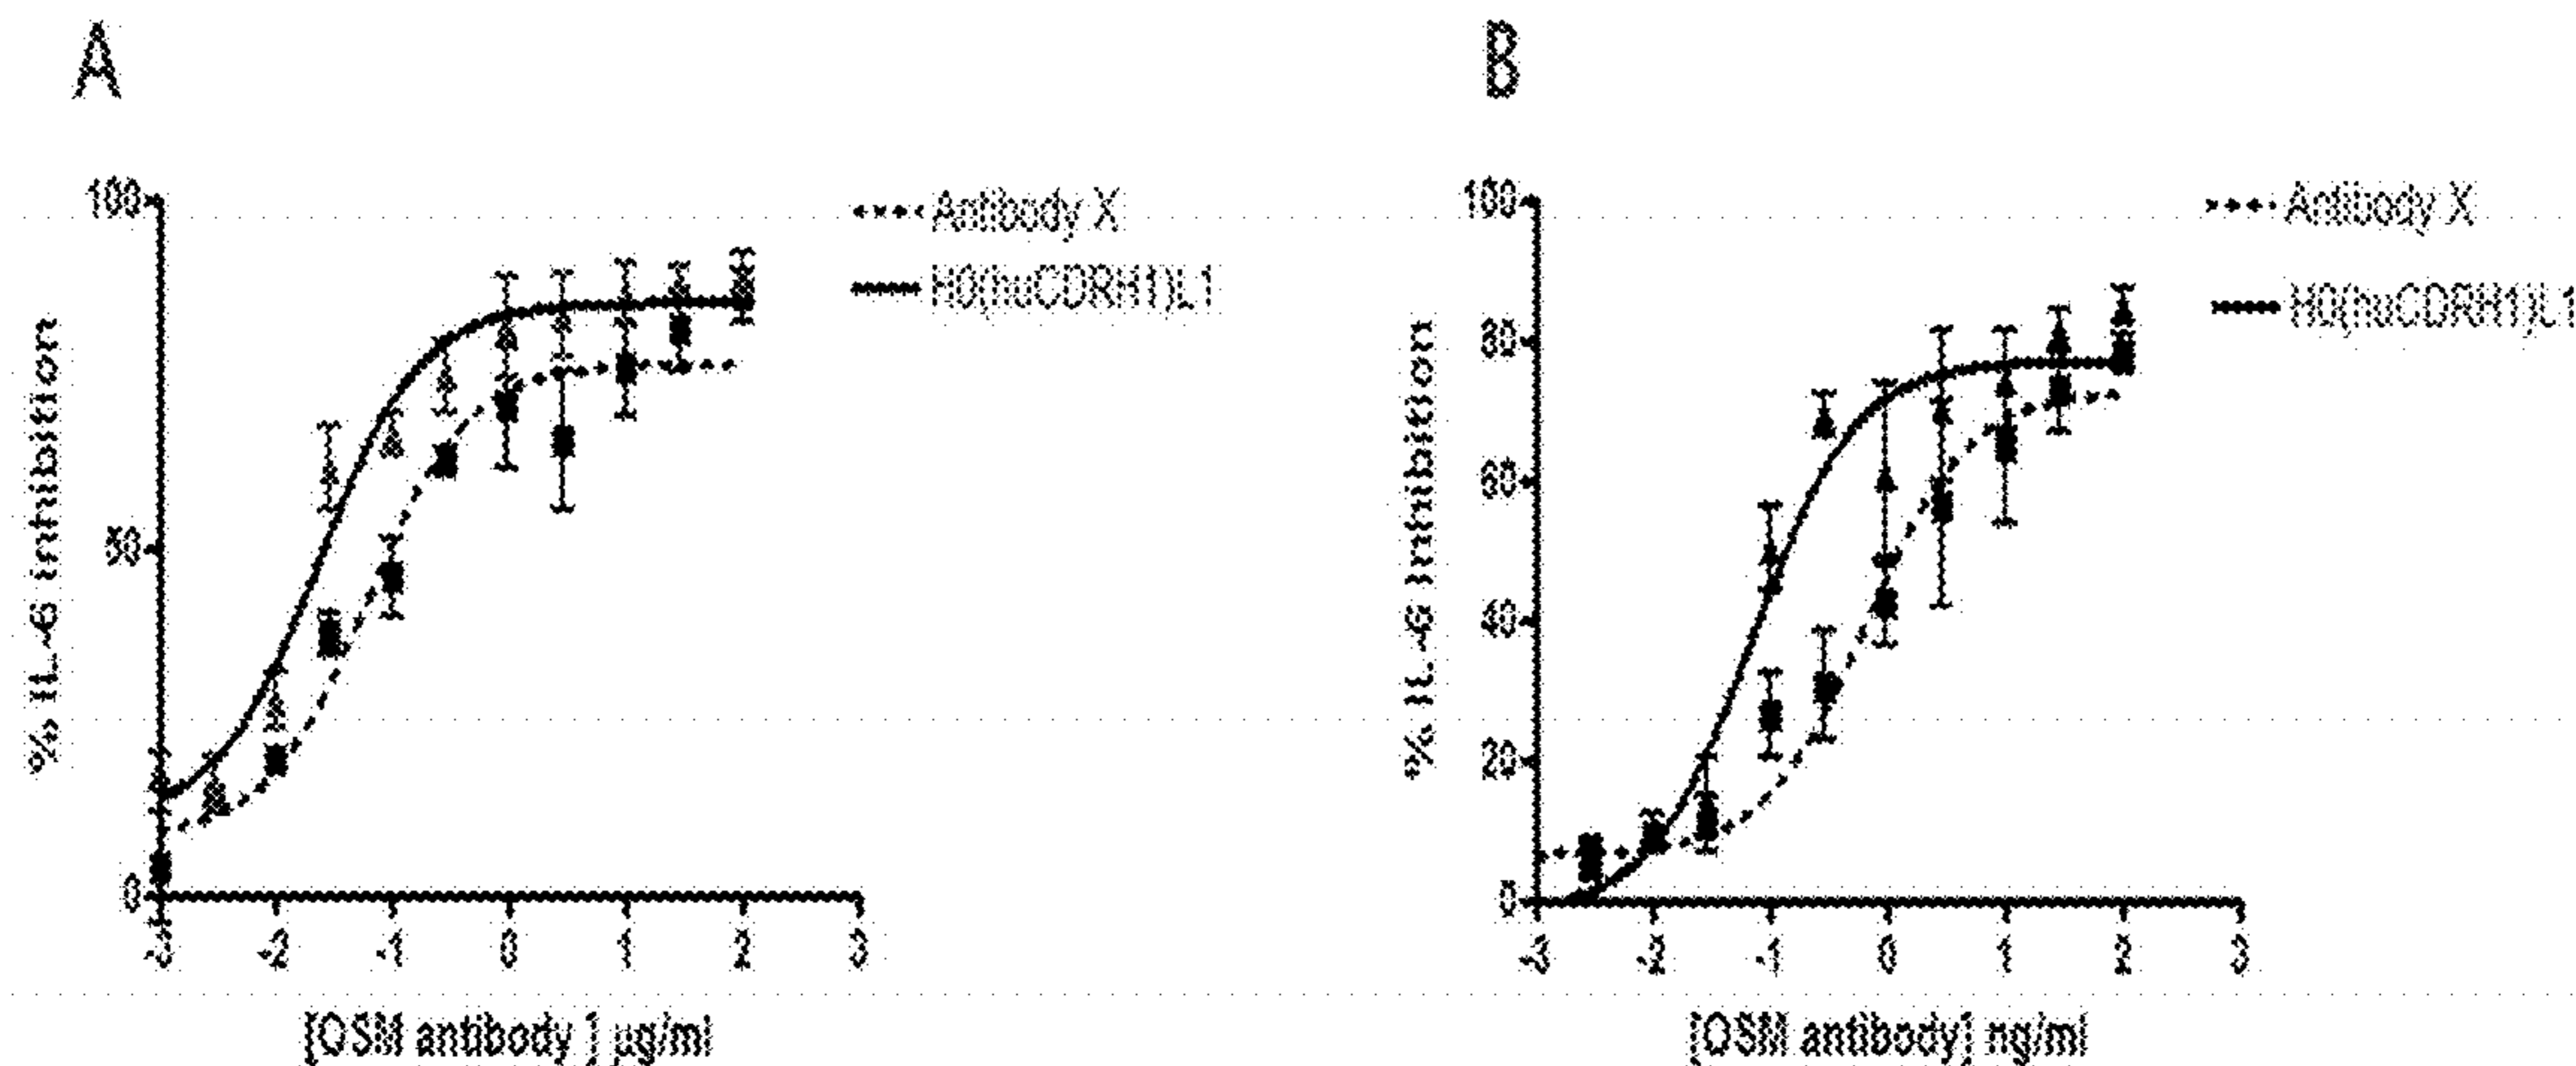 A
B
100
50
0
% IL-6 inhibition
-3 -2 -1 0 1 2 3
[OSM antibody ] µg/ml
Antibody X
H0(huCDRH1)L1
100
80
60
40
20
0
% IL-6 Inhibition
-3 -2 -1 0 1 2 3
[OSM antibody] ng/ml
Antibody X
H0(huCDRH1)L1